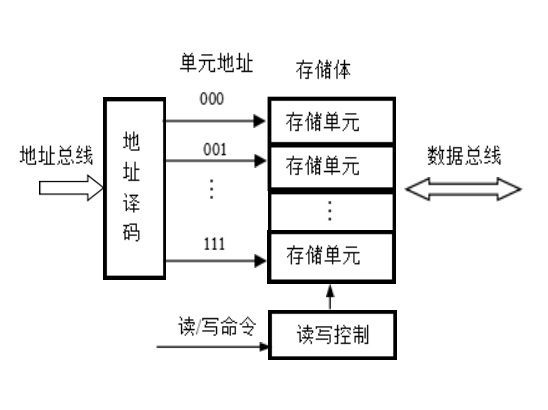 单元地址
存储体
000
存储单元
地址总线
地址译码
001
存储单元
数据总线
⋮
⋮
111
存储单元
读/写命令
读写控制